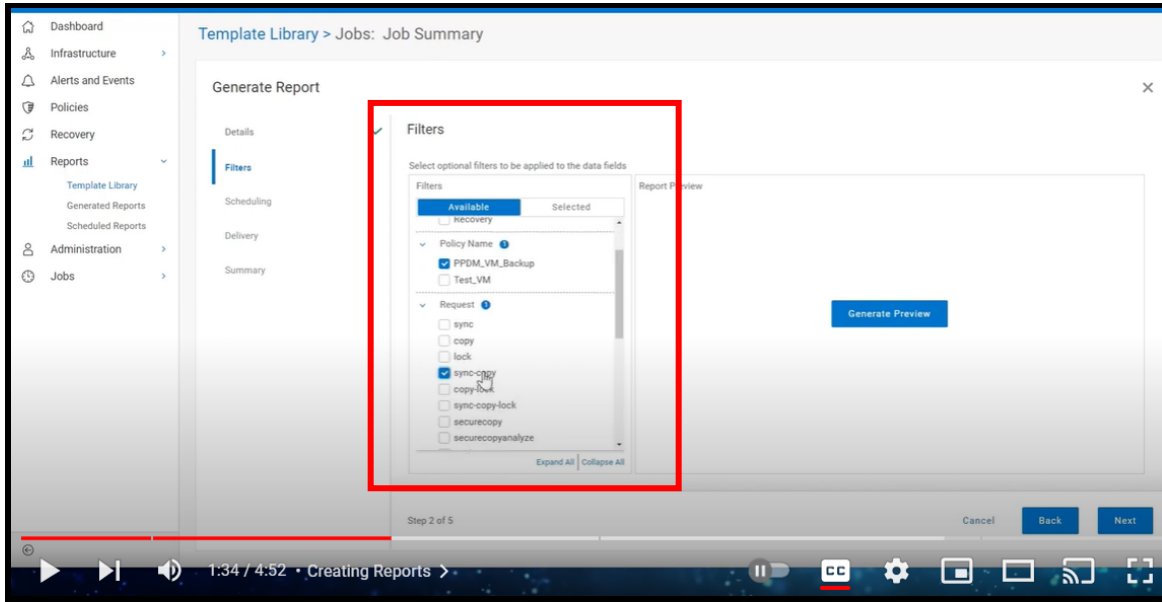 Dashboard
Infrastructure
Alerts and Events
Policies
Recovery
Reports
Template Library
Generated Reports
Scheduled Reports
Administration
Jobs
Template Library > Jobs: Job Summary
Generate Report
Details
Filters
Scheduling
Delivery
Summary
Filters
Select optional filters to be applied to the data fields
Filters
Available Selected
Recovery
Policy Name 1
PPDM_VM_Backup
Test_VM
Request 1
sync
copy
lock
sync-copy
copy-lock
sync-copy-lock
securecopy
securecopyanalyze
Expand All Collapse All
Report Preview
Generate Preview
Step 2 of 5
Cancel Back Next
1:34 / 4:52 • Creating Reports
CC